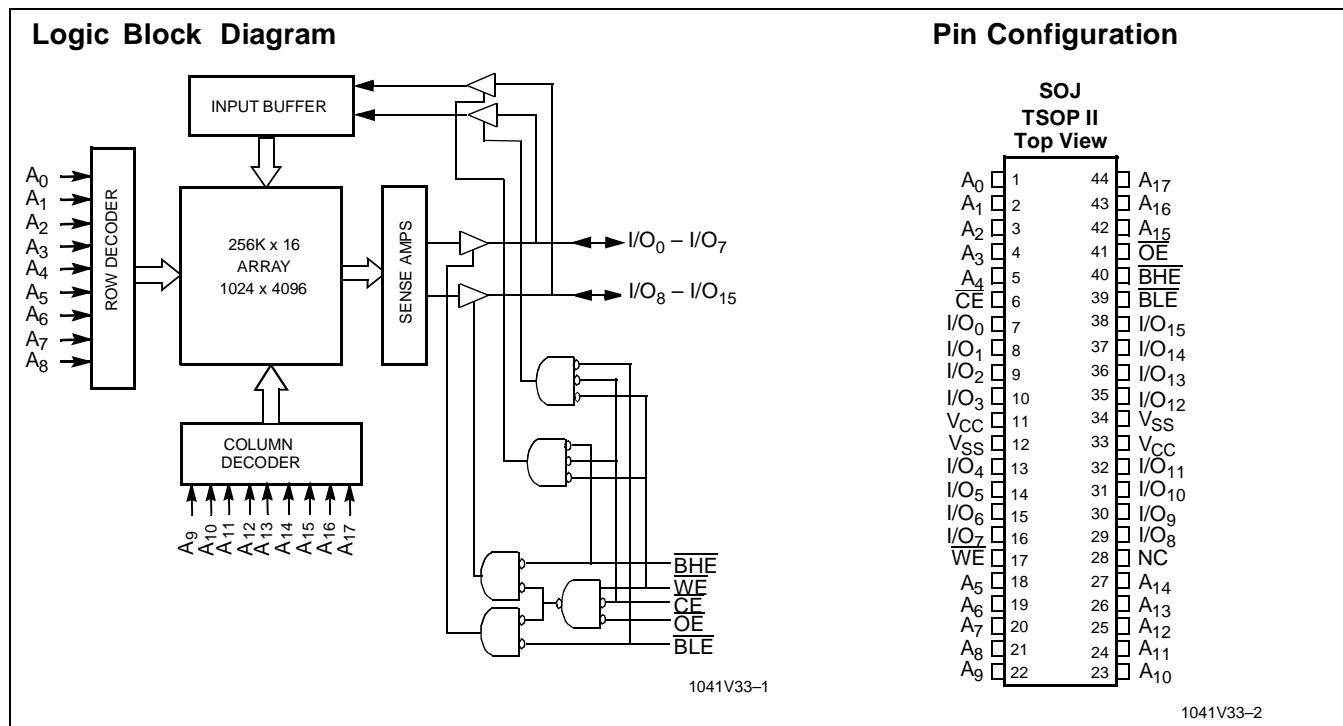 Logic Block Diagram
INPUT BUFFER
A0
A1
A2
A3
A4
A5
A6
A7
A8
ROW DECODER
256K x 16
ARRAY
1024 x 4096
SENSE AMPS
I/O0 – I/O7
I/O8 – I/O15
COLUMN
DECODER
A9
A10
A11
A12
A13
A14
A15
A16
A17
BHE
WE
CE
OE
BLE
1041V33–1
Pin Configuration
SOJ
TSOP II
Top View
A0 1 44 A17
A1 2 43 A16
A2 3 42 A15
A3 4 41 OE
A4 5 40 BHE
CE 6 39 BLE
I/O0 7 38 I/O15
I/O1 8 37 I/O14
I/O2 9 36 I/O13
I/O3 10 35 I/O12
VCC 11 34 VSS
VSS 12 33 VCC
I/O4 13 32 I/O11
I/O5 14 31 I/O10
I/O6 15 30 I/O9
I/O7 16 29 I/O8
WE 17 28 NC
A5 18 27 A14
A6 19 26 A13
A7 20 25 A12
A8 21 24 A11
A9 22 23 A10
1041V33–2